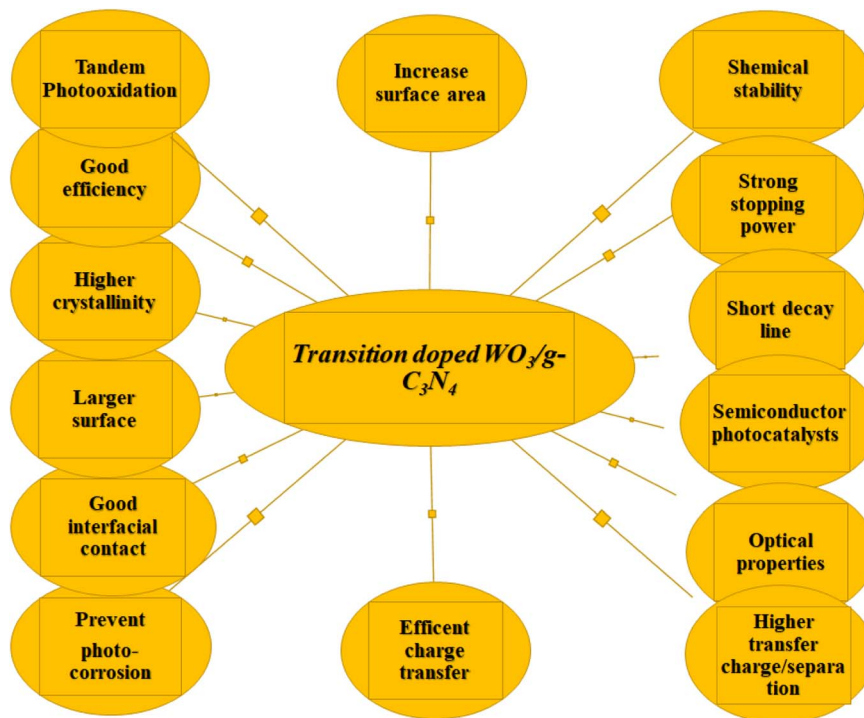 Tandem
Photooxidation
Increase
surface area
Shemical
stability
Good
efficiency
Strong
stopping
power
Higher
crystallinity
Short decay
line
Transition doped WO₃/g-
C₃N₄
Larger
surface
Semiconductor
photocatalysts
Good
interfacial
contact
Optical
properties
Prevent
photo-
corrosion
Efficent
charge
transfer
Higher
transfer
charge/separa
tion